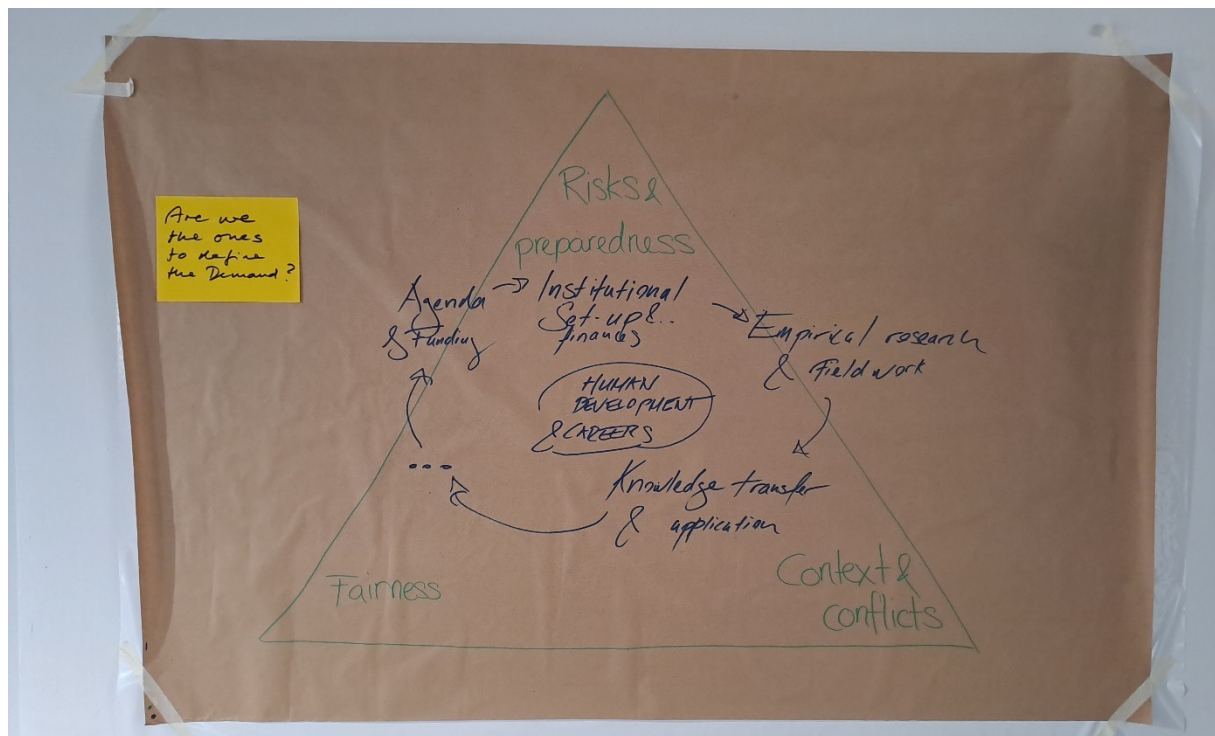 Are we
the ones
to define
the Demand?
Risks &
preparedness
Agenda
& Funding
Institutional
Set-up &..
finances
Empirical research
& Fieldwork
HUMAN
DEVELOPMENT
& CAREERS
Knowledge transfer
& application
...
Fairness
Context &
conflicts